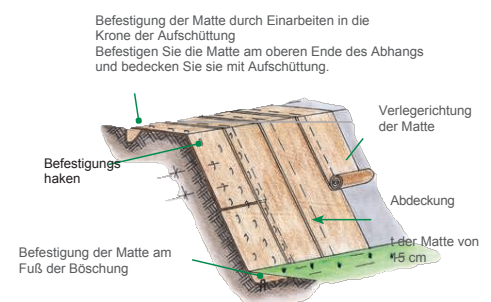 Befestigung der Matte durch Einarbeiten in die
Krone der Aufschüttung
Befestigen Sie die Matte am oberen Ende des Abhangs
und bedecken Sie sie mit Aufschüttung.
Verlegerichtung
der Matte
Befestigungs
haken
Abdeckung
t der Matte von
15 cm
Befestigung der Matte am
Fuß der Böschung